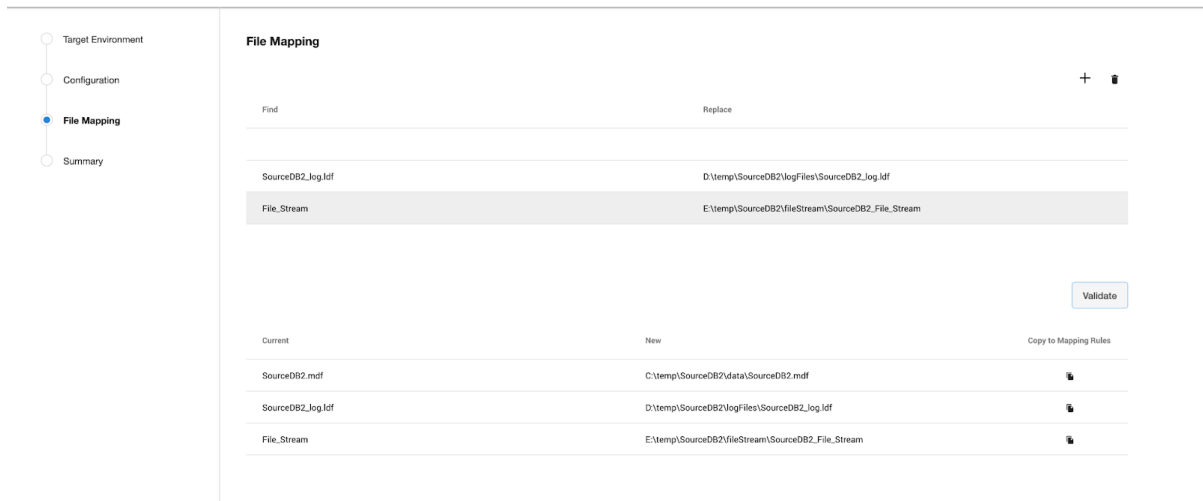 Target Environment
Configuration
File Mapping
Summary
File Mapping
Find Replace
SourceDB2_log.ldf D:\temp\SourceDB2\logFiles\SourceDB2_log.ldf
File_Stream E:\temp\SourceDB2\fileStream\SourceDB2_File_Stream
Validate
Current New Copy to Mapping Rules
SourceDB2.mdf C:\temp\SourceDB2\data\SourceDB2.mdf
SourceDB2_log.ldf D:\temp\SourceDB2\logFiles\SourceDB2_log.ldf
File_Stream E:\temp\SourceDB2\fileStream\SourceDB2_File_Stream